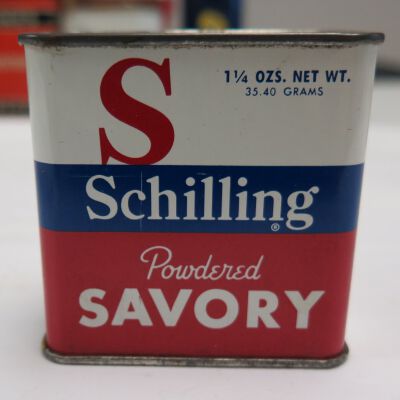 S
1¼ OZS. NET WT.
35.40 GRAMS
Schilling®
Powdered
SAVORY